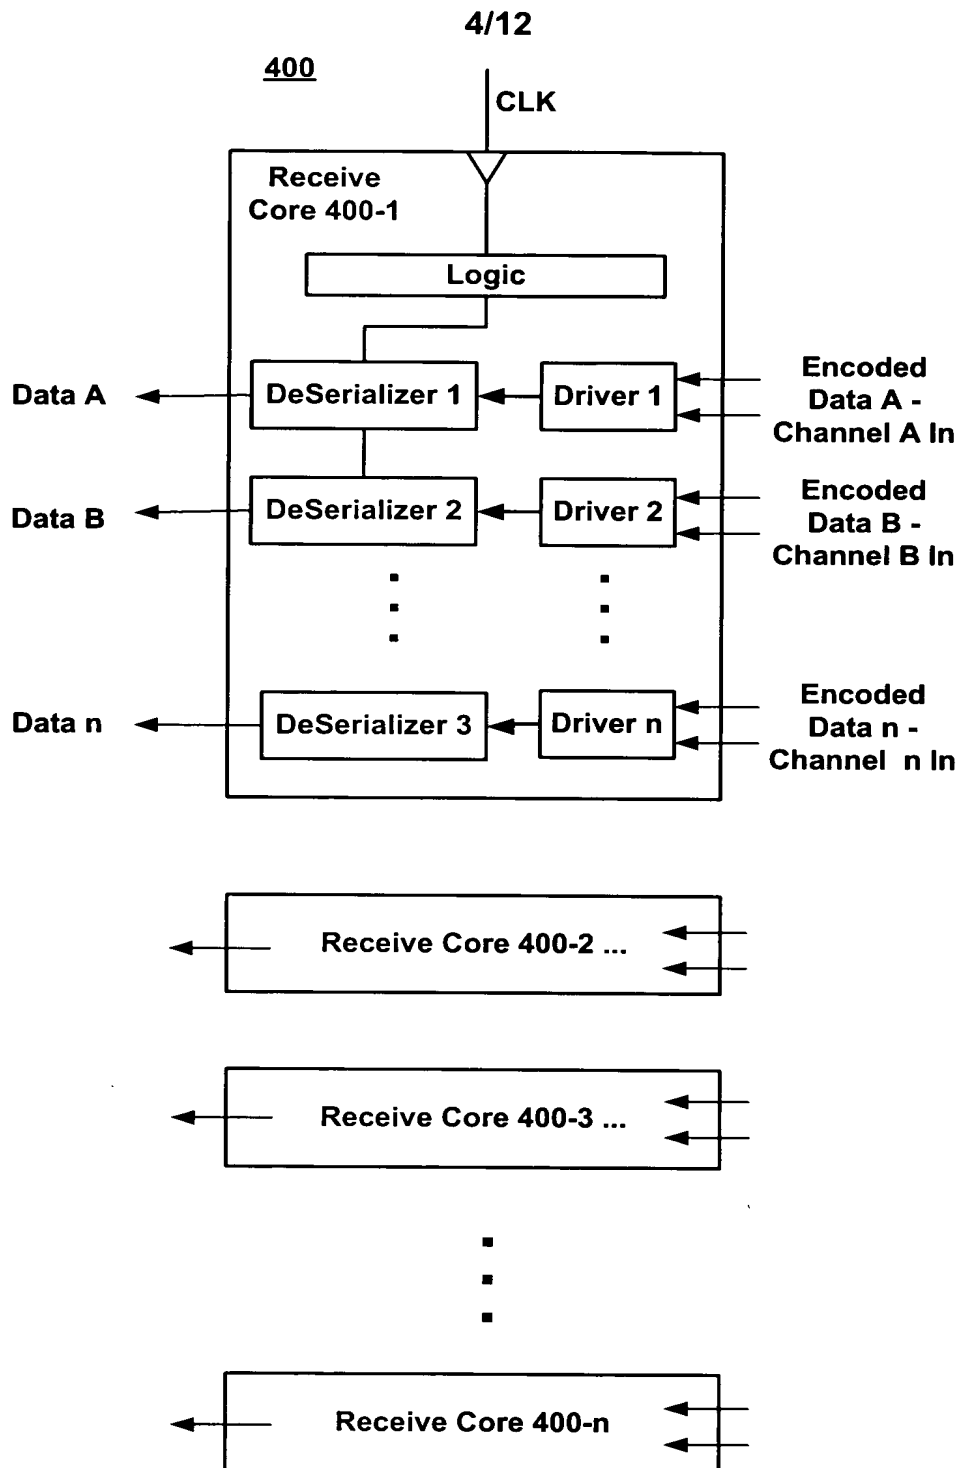 4/12
400
CLK
Receive
Core 400-1
Logic
Data A
DeSerializer 1
Driver 1
Encoded
Data A -
Channel A In
Data B
DeSerializer 2
Driver 2
Encoded
Data B -
Channel B In
Data n
DeSerializer 3
Driver n
Encoded
Data n -
Channel n In
Receive Core 400-2 ...
Receive Core 400-3 ...
Receive Core 400-n